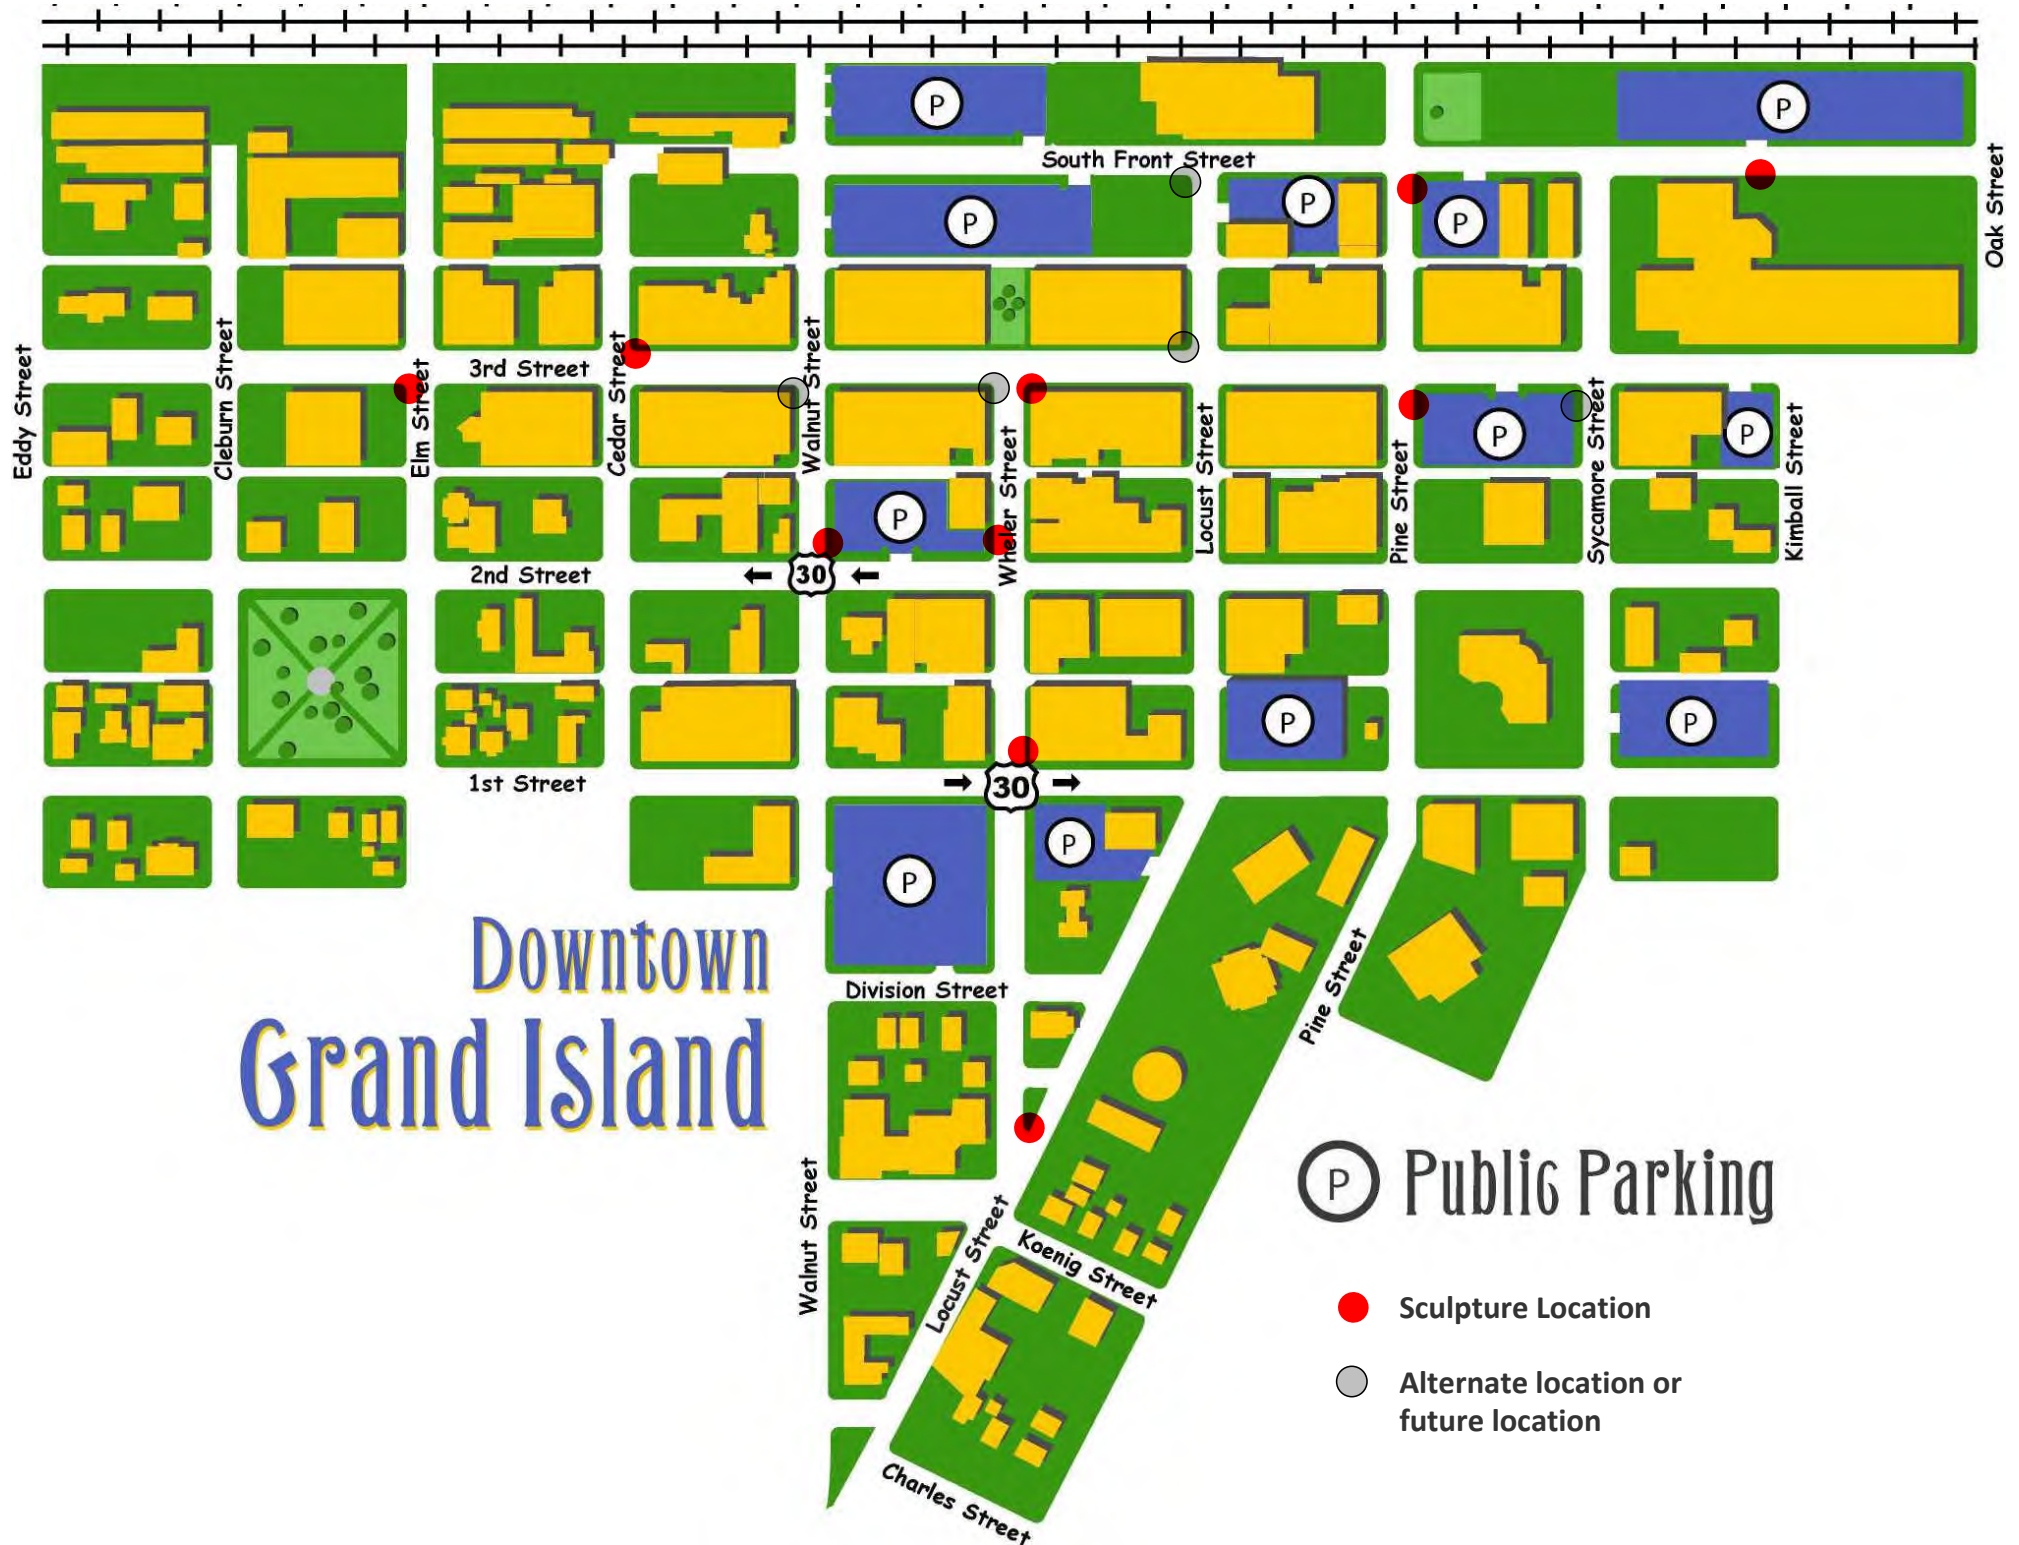 P
P
South Front Street
P
P
P
Oak Street
3rd Street
Eddy Street
Cleburn Street
Elm Street
Cedar Street
Walnut Street
Wheeler Street
Locust Street
Pine Street
Sycamore Street
Kimball Street
P
P
P
2nd Street
30
P
P
1st Street
30
P
P
Downtown
Grand Island
Division Street
Pine Street
Walnut Street
Locust Street
Koenig Street
Charles Street
P Public Parking
Sculpture Location
Alternate location or
future location